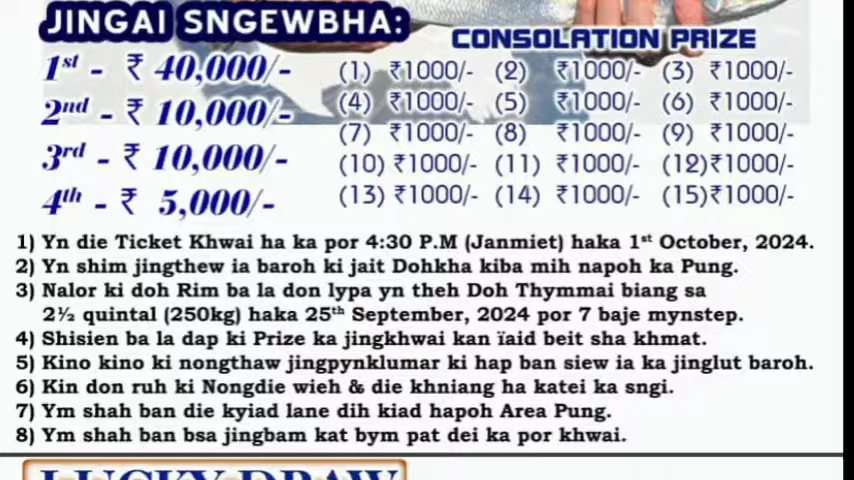 JINGAI SNGEWBHA:
CONSOLATION PRIZE
1st - ₹ 40,000/-
2nd - ₹ 10,000/-
3rd - ₹ 10,000/-
4th - ₹ 5,000/-
(1) ₹1000/- (2) ₹1000/- (3) ₹1000/-
(4) ₹1000/- (5) ₹1000/- (6) ₹1000/-
(7) ₹1000/- (8) ₹1000/- (9) ₹1000/-
(10) ₹1000/- (11) ₹1000/- (12)₹1000/-
(13) ₹1000/- (14) ₹1000/- (15)₹1000/-
1) Yn die Ticket Khwai ha ka por 4:30 P.M (Janmiet) haka 1st October, 2024.
2) Yn shim jingthew ia baroh ki jait Dohkha kiba mih napoh ka Pung.
3) Nalor ki doh Rim ba la don lypa yn theh Doh Thymmai biang sa
2½ quintal (250kg) haka 25th September, 2024 por 7 baje mynstep.
4) Shisien ba la dap ki Prize ka jingkhwai kan ïaid beit sha khmat.
5) Kino kino ki nongthaw jingpynklumar ki hap ban siew ia ka jinglut baroh.
6) Kin don ruh ki Nongdie wieh & die khniang ha katei ka sngi.
7) Ym shah ban die kyiad lane dih kiad hapoh Area Pung.
8) Ym shah ban bsa jingbam kat bym pat dei ka por khwai.
LUCKY DRAW